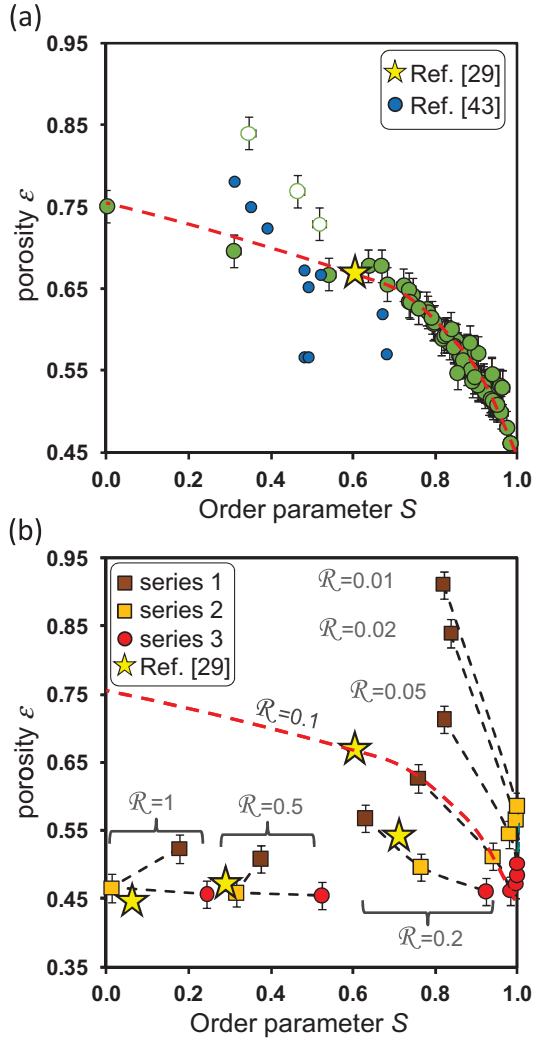 (a)
0.95
0.85
0.75
0.65
0.55
0.45
porosity ε
Ref. [29]
Ref. [43]
0.0 0.2 0.4 0.6 0.8 1.0
Order parameter S
(b)
0.95
0.85
0.75
0.65
0.55
0.45
0.35
porosity ε
series 1
series 2
series 3
Ref. [29]
ℛ=0.01
ℛ=0.02
ℛ=0.05
ℛ=0.1
ℛ=1
ℛ=0.5
ℛ=0.2
0.0 0.2 0.4 0.6 0.8 1.0
Order parameter S